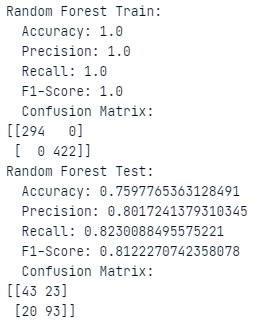 Random Forest Train:
  Accuracy: 1.0
  Precision: 1.0
  Recall: 1.0
  F1-Score: 1.0
  Confusion Matrix:
[[294   0]
 [  0 422]]
Random Forest Test:
  Accuracy: 0.7597765363128491
  Precision: 0.8017241379310345
  Recall: 0.8230088495575221
  F1-Score: 0.8122270742358078
  Confusion Matrix:
[[43 23]
 [20 93]]